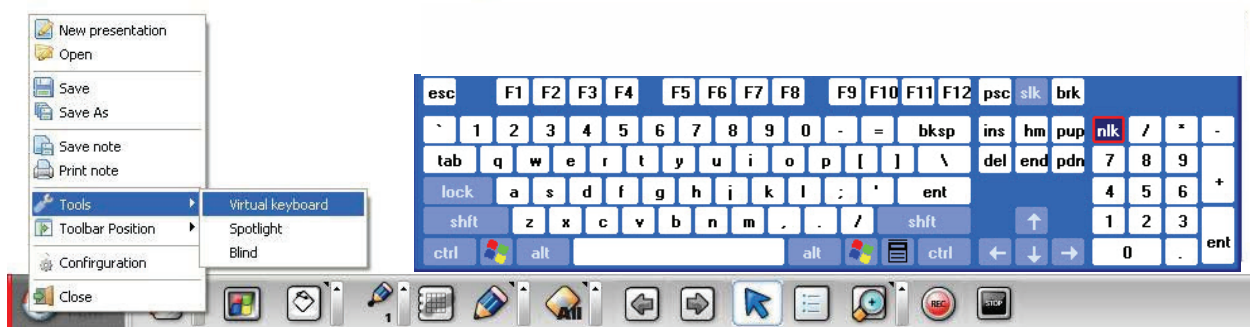 New presentation
Open
Save
Save As
Save note
Print note
Tools
Toolbar Position
Confirguration
Close
Virtual keyboard
Spotlight
Blind
esc F1 F2 F3 F4 F5 F6 F7 F8 F9 F10 F11 F12 psc slk brk
` 1 2 3 4 5 6 7 8 9 0 - = bksp ins hm pup nlk / * -
tab q w e r t y u i o p [ ] \ del end pdn 7 8 9 +
lock a s d f g h j k l ; ' ent 4 5 6
shft z x c v b n m , . / shft ↑ 1 2 3 ent
ctrl alt alt ctrl ← ↓ → 0 .
1 All REC STOP